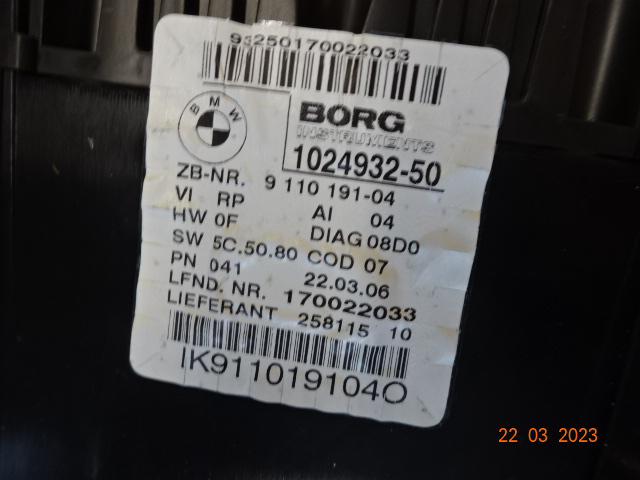 93250170022033
BMW
BORG
INSTRUMENTS
1024932-50
ZB-NR. 9 110 191-04
VI RP AI 04
HW 0F DIAG 08D0
SW 5C.50.80 COD 07
PN 041 22.03.06
LFND. NR. 170022033
LIEFERANT 258115 10
IK9110191040
22 03 2023